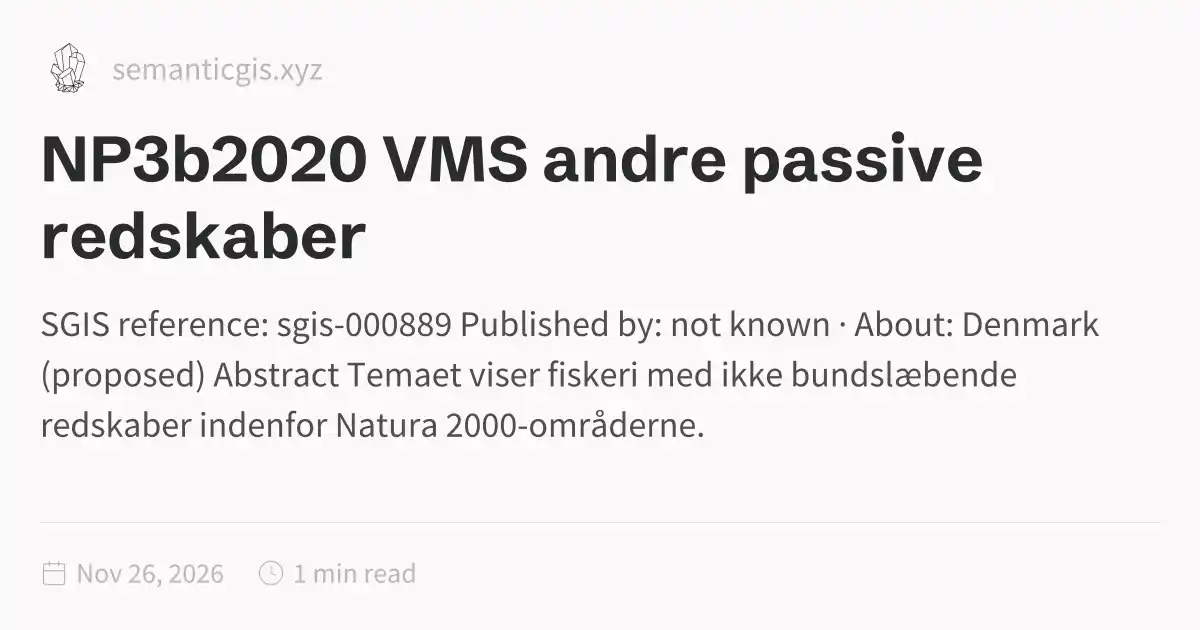 semanticgis.xyz
NP3b2020 VMS andre passive
redskaber
SGIS reference: sgis-000889 Published by: not known · About: Denmark
(proposed) Abstract Temaet viser fiskeri med ikke bundslæbende
redskaber indenfor Natura 2000-områderne.
Nov 26, 2026 1 min read